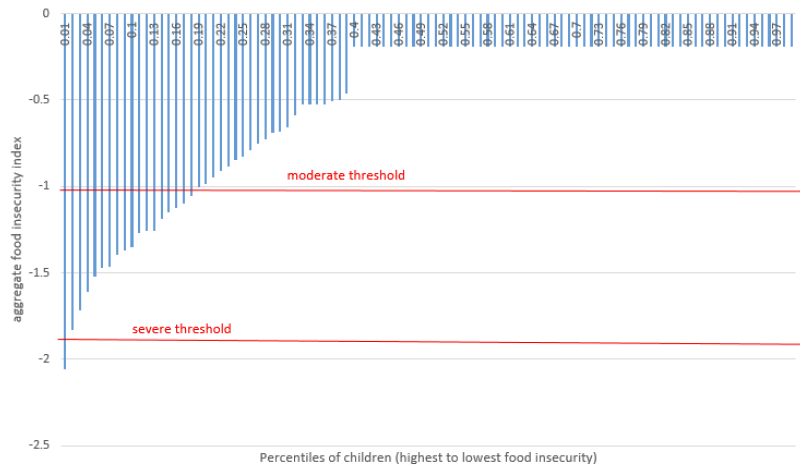 0
0.01 0.04 0.07 0.1 0.13 0.16 0.19 0.22 0.25 0.28 0.31 0.34 0.37 0.4 0.43 0.46 0.49 0.52 0.55 0.58 0.61 0.64 0.67 0.7 0.73 0.76 0.79 0.82 0.85 0.88 0.91 0.94 0.97
-0.5
moderate threshold
-1
aggregate food insecurity index
-1.5
severe threshold
-2
-2.5
Percentiles of children (highest to lowest food insecurity)